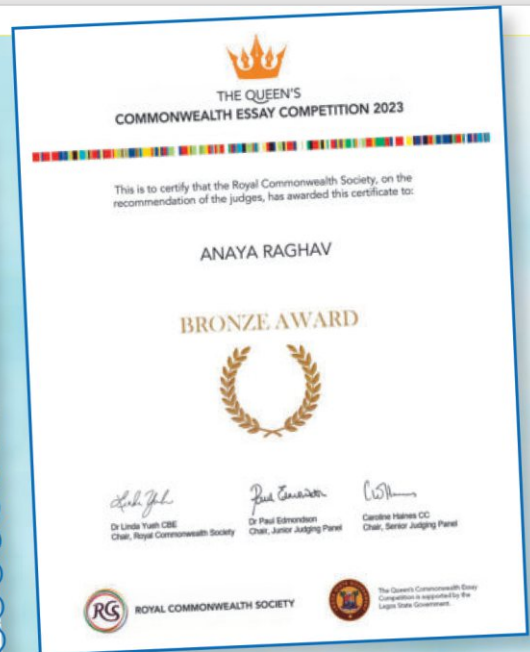 THE QUEEN'S
COMMONWEALTH ESSAY COMPETITION 2023
This is to certify that the Royal Commonwealth Society, on the
recommendation of the judges, has awarded this certificate to:
ANAYA RAGHAV
BRONZE AWARD
Dr Linda Yueh CBE
Chair, Royal Commonwealth Society
Dr Paul Edmondson
Chair, Junior Judging Panel
Caroline Haines CC
Chair, Senior Judging Panel
RCS
ROYAL COMMONWEALTH SOCIETY
The Queen's Commonwealth Essay
Competition is supported by the
Lagos State Government.